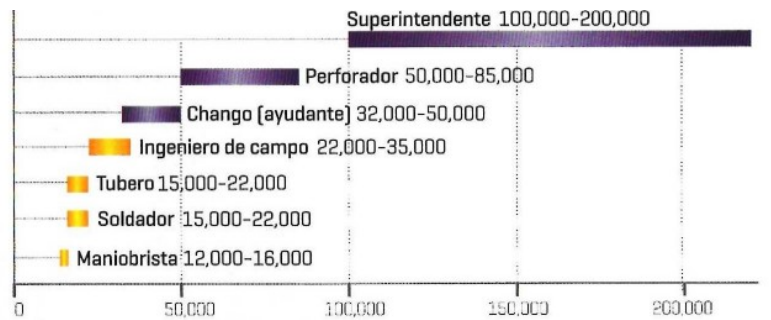 Superintendente 100,000-200,000
Perforador 50,000-85,000
Chango (ayudante) 32,000-50,000
Ingeniero de campo 22,000-35,000
Tubero 15,000-22,000
Soldador 15,000-22,000
Maniobrista 12,000-16,000
0 50,000 100,000 150,000 200,000